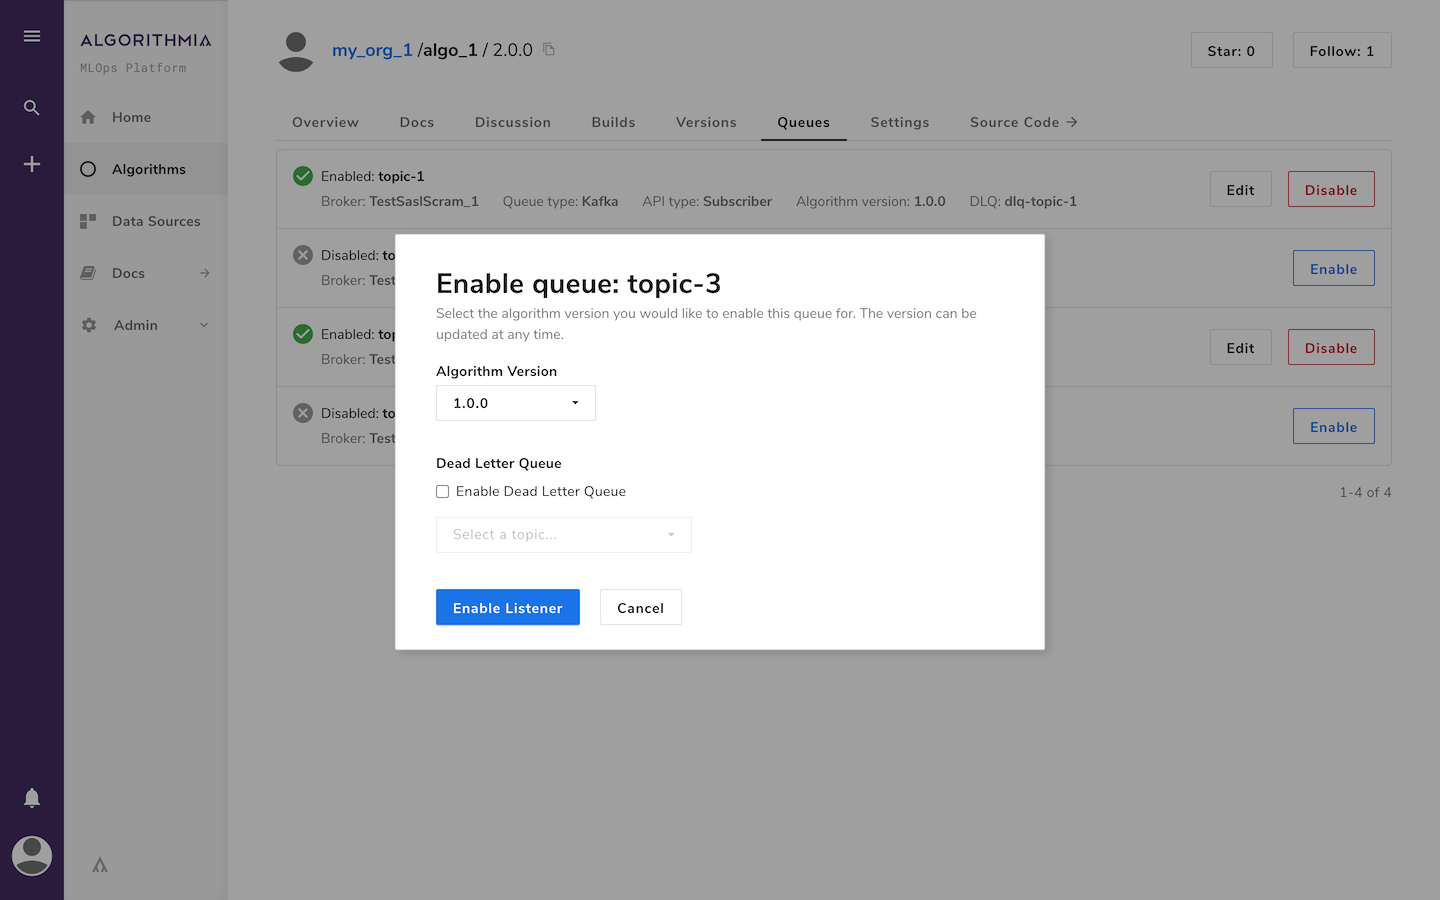 ALGORITHMIA
MLOps Platform
Home
Algorithms
Data Sources
Docs
Admin
my_org_1 /algo_1 / 2.0.0
Star: 0
Follow: 1
Overview
Docs
Discussion
Builds
Versions
Queues
Settings
Source Code →
Enabled: topic-1
Broker: TestSaslScram_1 Queue type: Kafka API type: Subscriber Algorithm version: 1.0.0 DLQ: dlq-topic-1
Edit
Disable
Disabled: to
Broker: Test
Enable
Enabled: top
Broker: Test
Edit
Disable
Disabled: to
Broker: Test
Enable
1-4 of 4
Enable queue: topic-3
Select the algorithm version you would like to enable this queue for. The version can be
updated at any time.
Algorithm Version
1.0.0
Dead Letter Queue
Enable Dead Letter Queue
Select a topic...
Enable Listener
Cancel